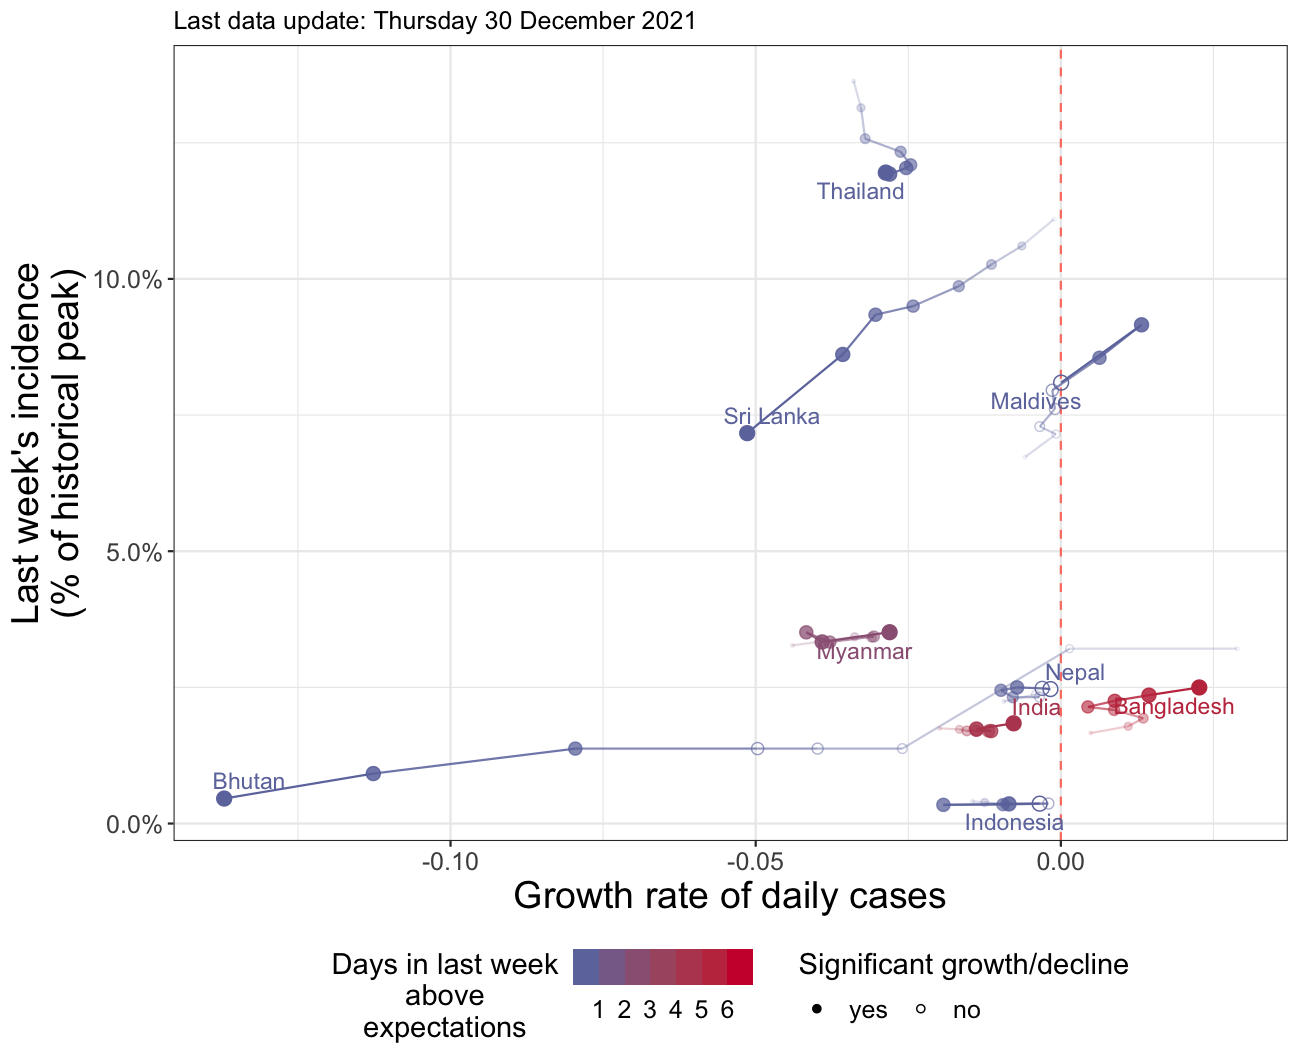 Last data update: Thursday 30 December 2021
Last week's incidence
(% of historical peak)
10.0%
5.0%
0.0%
Thailand
Sri Lanka
Maldives
Myanmar
Nepal
India
Bangladesh
Bhutan
Indonesia
-0.10
-0.05
0.00
Growth rate of daily cases
Days in last week
above
expectations
1 2 3 4 5 6
Significant growth/decline
yes no